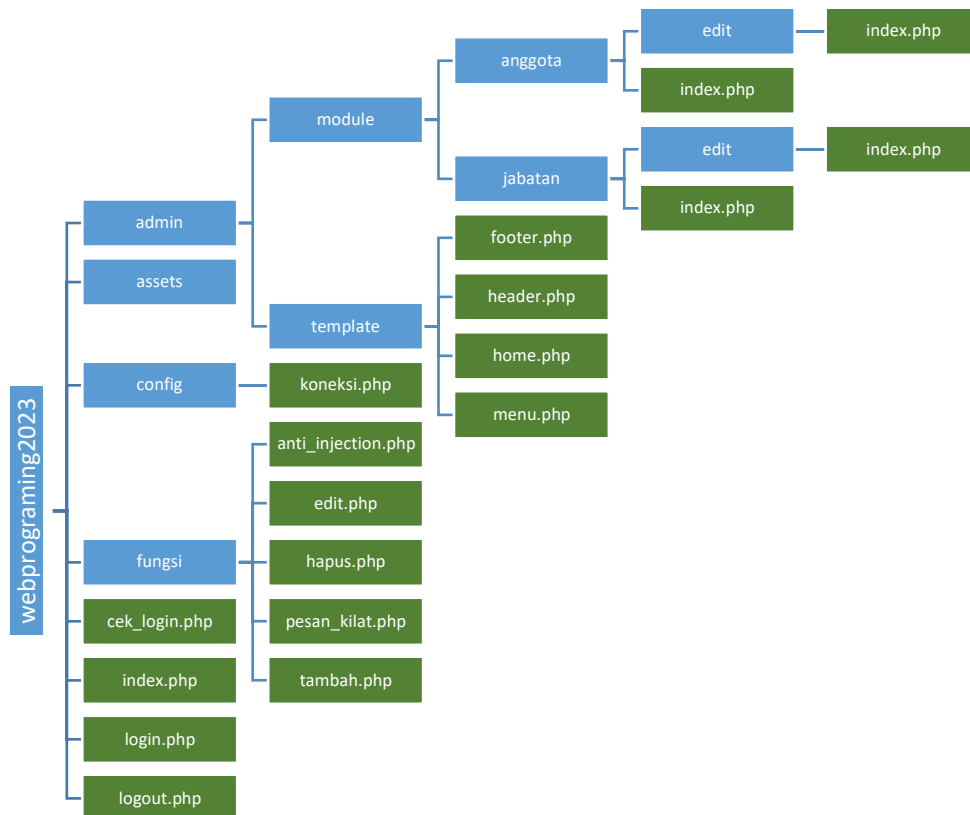 webprograming2023
admin
module
anggota
edit
index.php
index.php
jabatan
edit
index.php
index.php
template
footer.php
header.php
home.php
menu.php
assets
config
koneksi.php
fungsi
anti_injection.php
edit.php
hapus.php
pesan_kilat.php
tambah.php
cek_login.php
index.php
login.php
logout.php